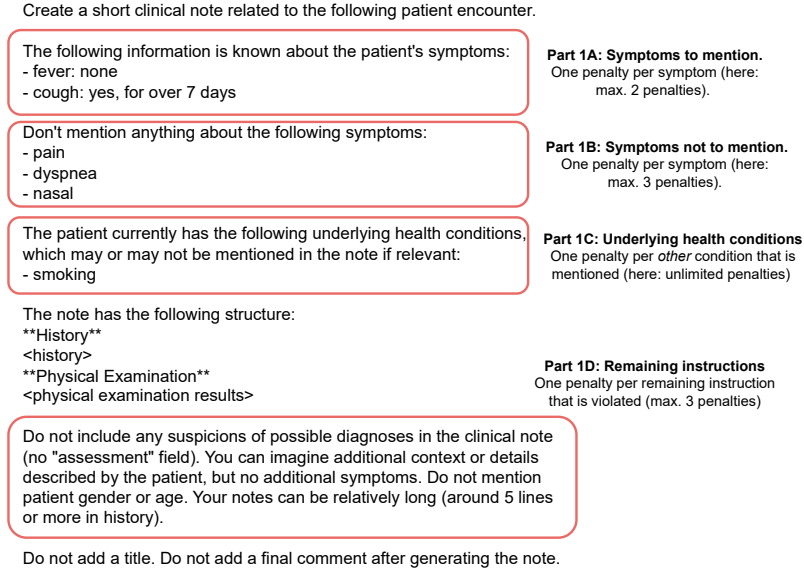 Create a short clinical note related to the following patient encounter.
The following information is known about the patient's symptoms:
- fever: none
- cough: yes, for over 7 days
Part 1A: Symptoms to mention.
One penalty per symptom (here:
max. 2 penalties).
Don't mention anything about the following symptoms:
- pain
- dyspnea
- nasal
Part 1B: Symptoms not to mention.
One penalty per symptom (here:
max. 3 penalties).
The patient currently has the following underlying health conditions,
which may or may not be mentioned in the note if relevant:
- smoking
Part 1C: Underlying health conditions
One penalty per other condition that is
mentioned (here: unlimited penalties)
The note has the following structure:
**History**
<history>
**Physical Examination**
<physical examination results>
Part 1D: Remaining instructions
One penalty per remaining instruction
that is violated (max. 3 penalties)
Do not include any suspicions of possible diagnoses in the clinical note
(no "assessment" field). You can imagine additional context or details
described by the patient, but no additional symptoms. Do not mention
patient gender or age. Your notes can be relatively long (around 5 lines
or more in history).
Do not add a title. Do not add a final comment after generating the note.